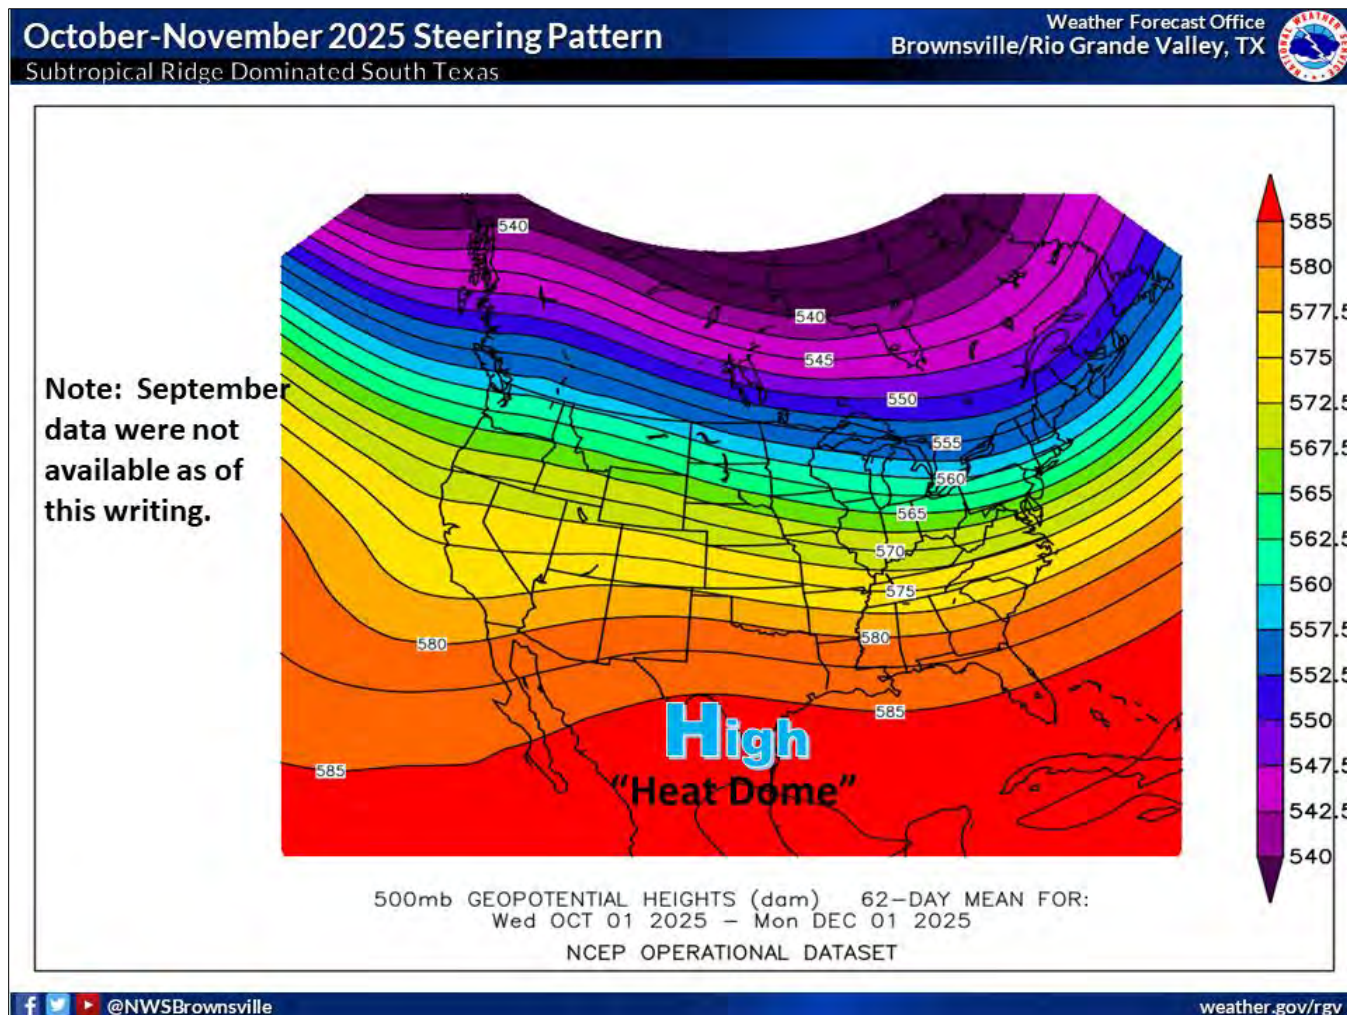 October-November 2025 Steering Pattern
Subtropical Ridge Dominated South Texas
Weather Forecast Office
Brownsville/Rio Grande Valley, TX
NATIONAL WEATHER SERVICE
Note: September
data were not
available as of
this writing.
540
540
545
550
555
560
565
570
575
580
580
585
585
High
"Heat Dome"
585
580
577.5
575
572.5
567.5
565
562.5
560
557.5
552.5
550
547.5
542.5
540
500mb GEOPOTENTIAL HEIGHTS (dam) 62-DAY MEAN FOR:
Wed OCT 01 2025 - Mon DEC 01 2025
NCEP OPERATIONAL DATASET
@NWSBrownsville
weather.gov/rgv